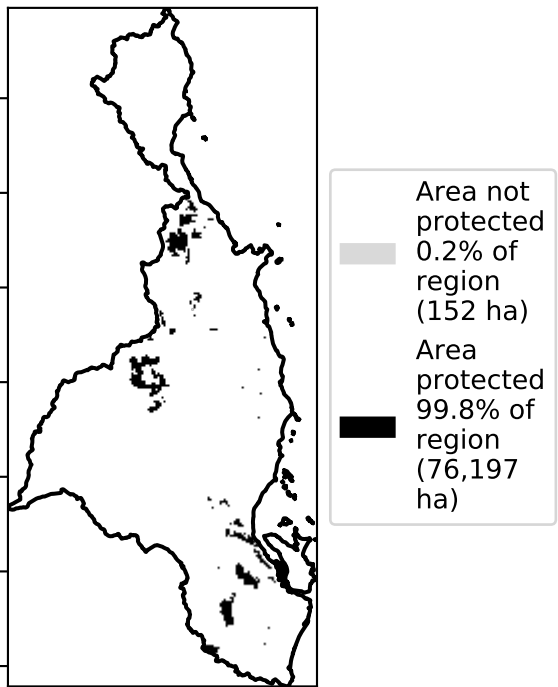 Area not
protected
0.2% of
region
(152 ha)
Area
protected
99.8% of
region
(76,197
ha)